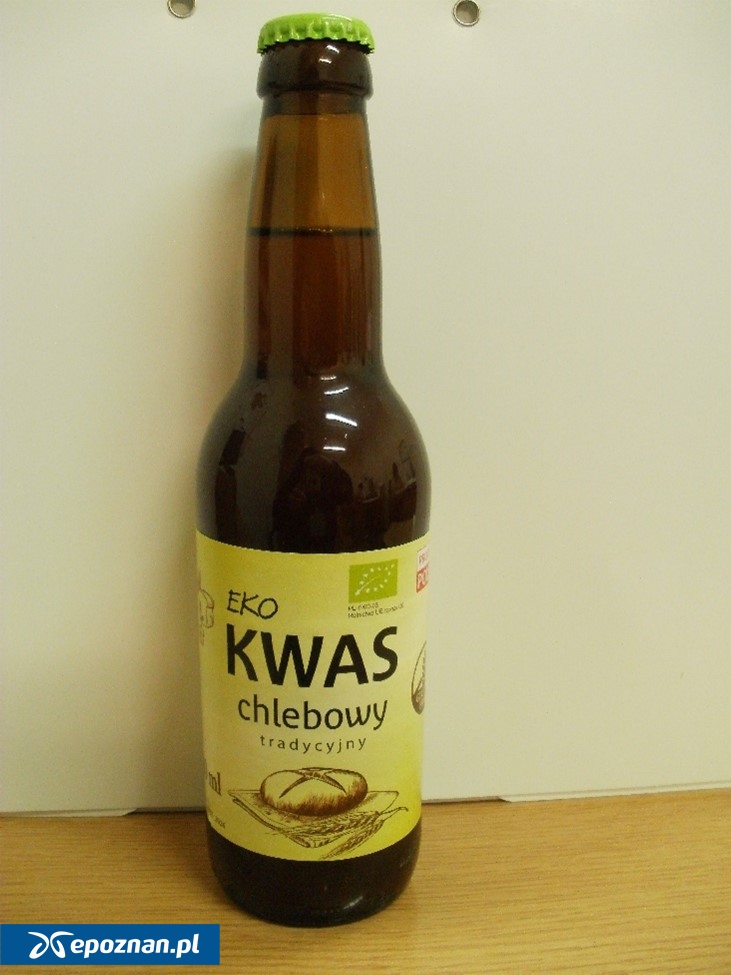 EKO
KWAS
chlebowy
tradycyjny
ml
epoznan.pl